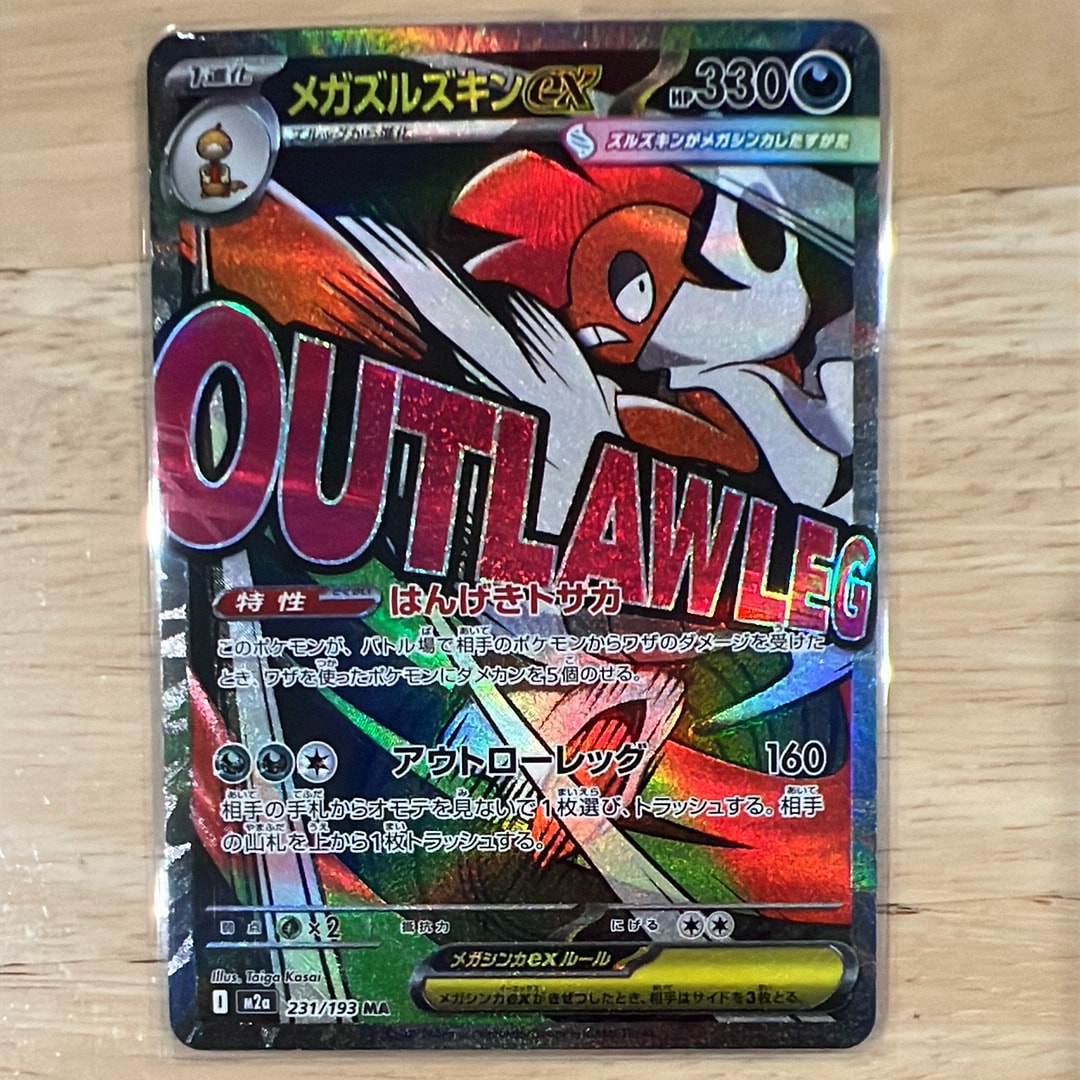 1進化
メガズルズキンex
HP330
ズルッグから進化
ズルズキンがメガシンカしたすがた
OUTLAW LEG
特性
はんげきトサカ
このポケモンが、バトル場で相手のポケモンからワザのダメージを受けた
とき、ワザを使ったポケモンにダメカンを5個のせる。
アウトローレッグ 160
相手の手札からオモテを見ないで1枚選び、トラッシュする。相手
の山札を上から1枚トラッシュする。
弱点 ×2 抵抗力 にげる
メガシンカexルール
メガシンカexがきぜつしたとき、相手はサイドを3枚とる。
Illus. Taiga Kasai
I M2a 231/193 MA